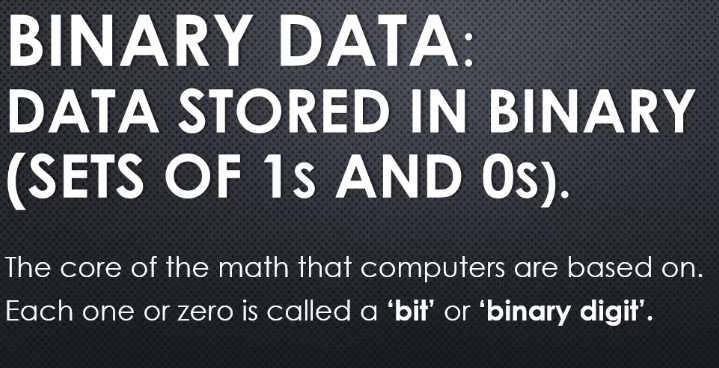 BINARY DATA:
DATA STORED IN BINARY
(SETS OF 1S AND 0S).
The core of the math that computers are based on.
Each one or zero is called a ‘bit’ or ‘binary digit’.